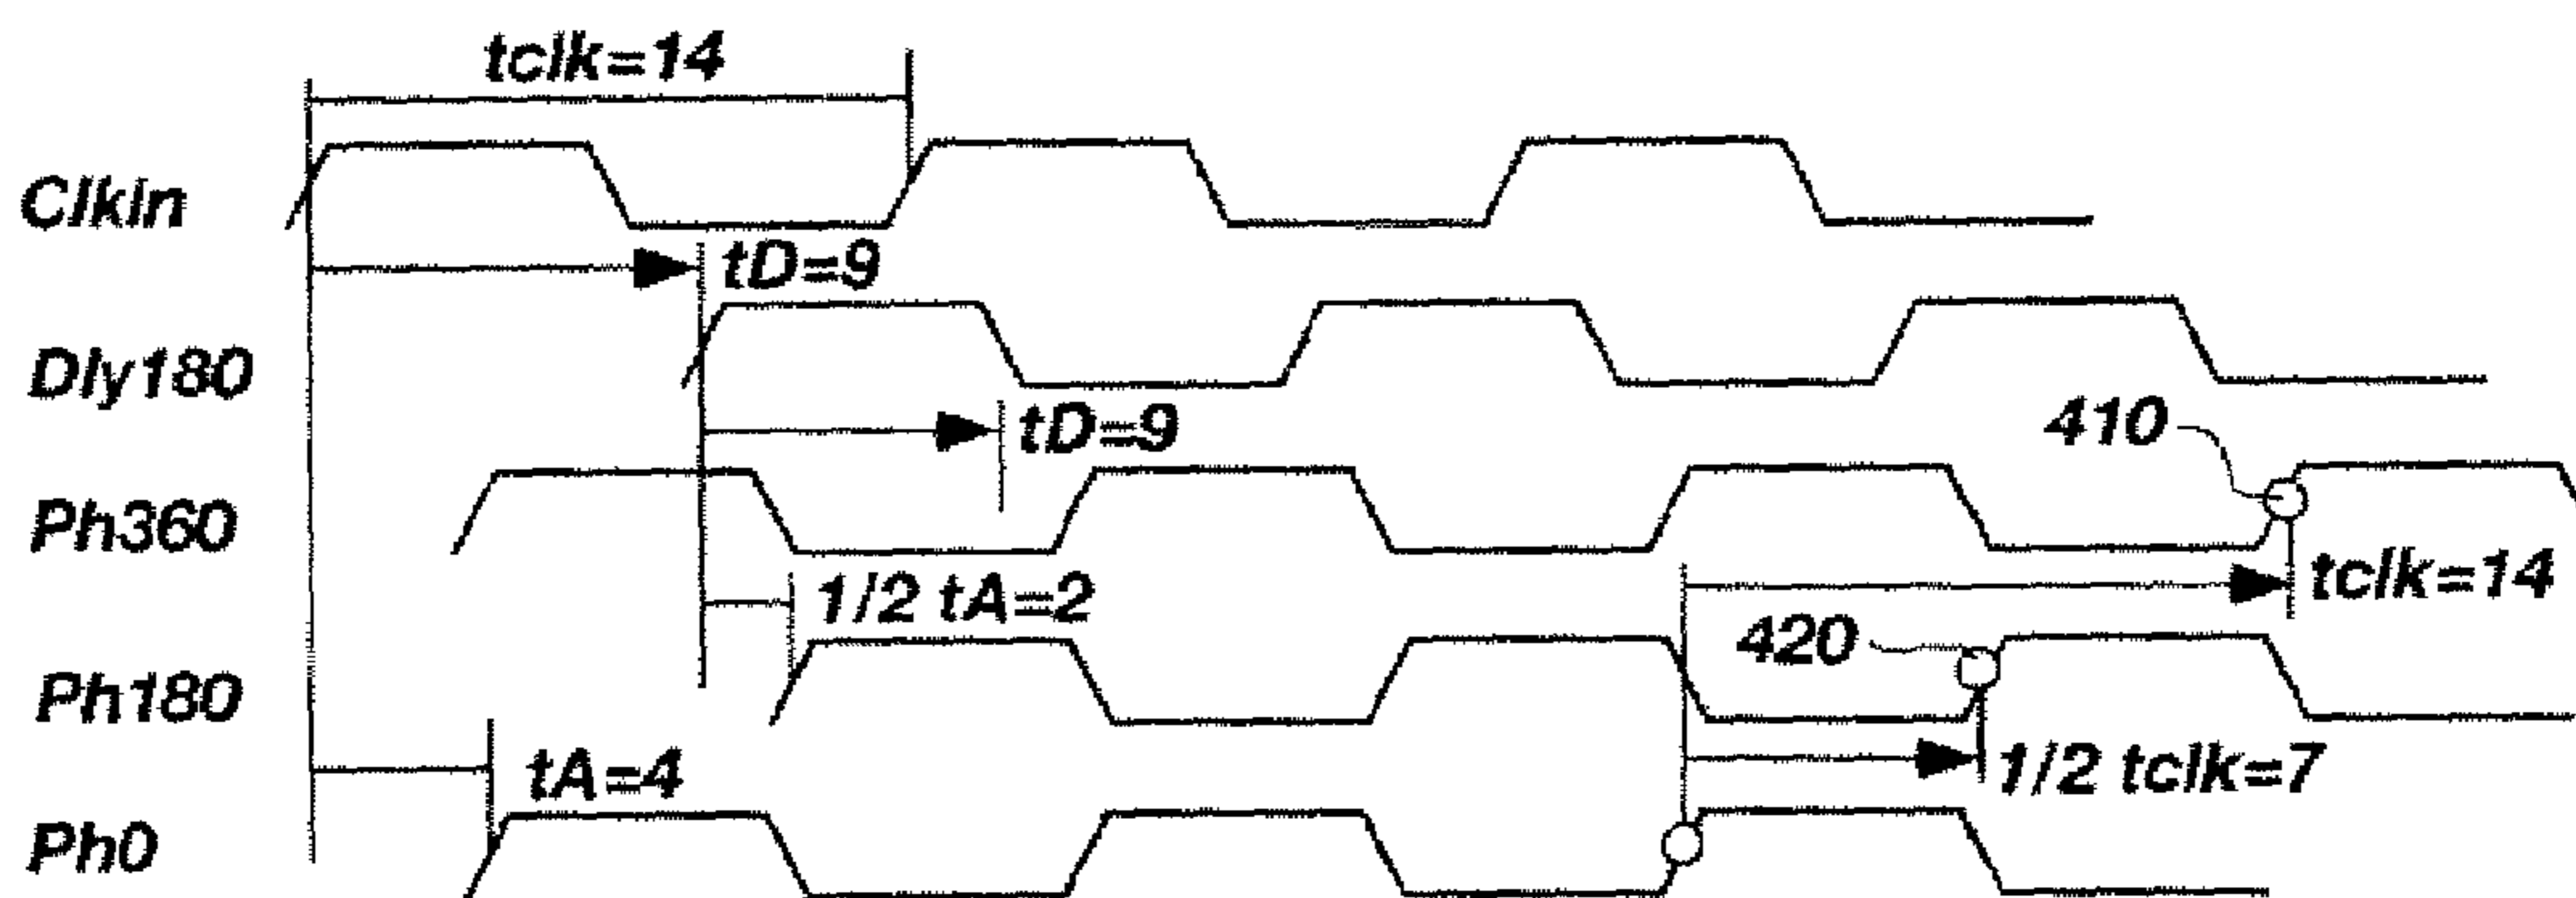 tclk=14
Clkin
tD=9
Dly180
tD=9
410
Ph360
tclk=14
1/2 tA=2
420
Ph180
1/2 tclk=7
tA=4
Ph0